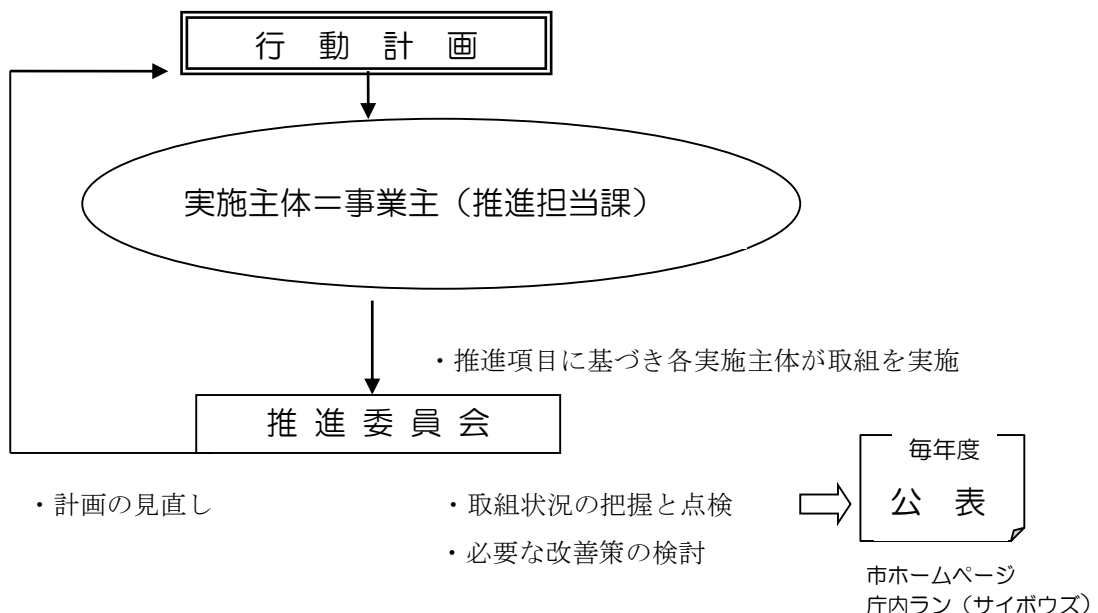 行 動 計 画
実施主体＝事業主（推進担当課）
・推進項目に基づき各実施主体が取組を実施
推 進 委 員 会
毎年度
公 表
・計画の見直し
・取組状況の把握と点検
・必要な改善策の検討
市ホームページ
庁内ラン（サイボウズ）